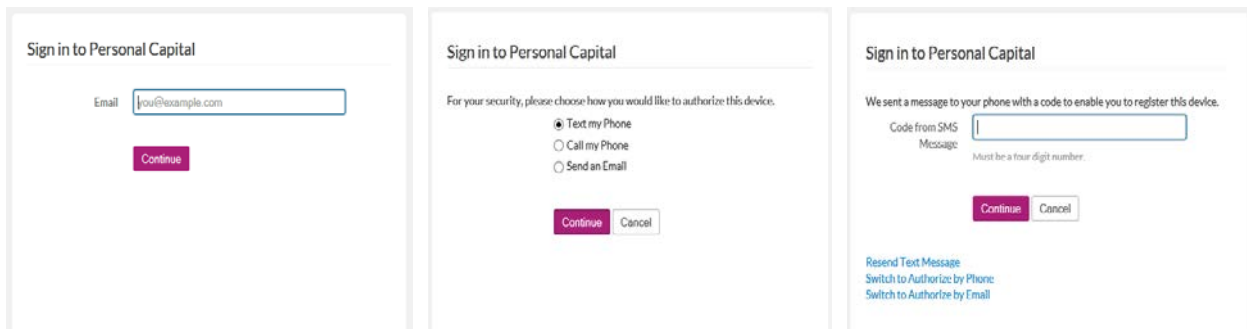 Sign in to Personal Capital
Email
you@example.com
Continue
Sign in to Personal Capital
For your security, please choose how you would like to authorize this device.
Text my Phone
Call my Phone
Send an Email
Continue
Cancel
Sign in to Personal Capital
We sent a message to your phone with a code to enable you to register this device.
Code from SMS
Message
Must be a four digit number.
Continue
Cancel
Resend Text Message
Switch to Authorize by Phone
Switch to Authorize by Email